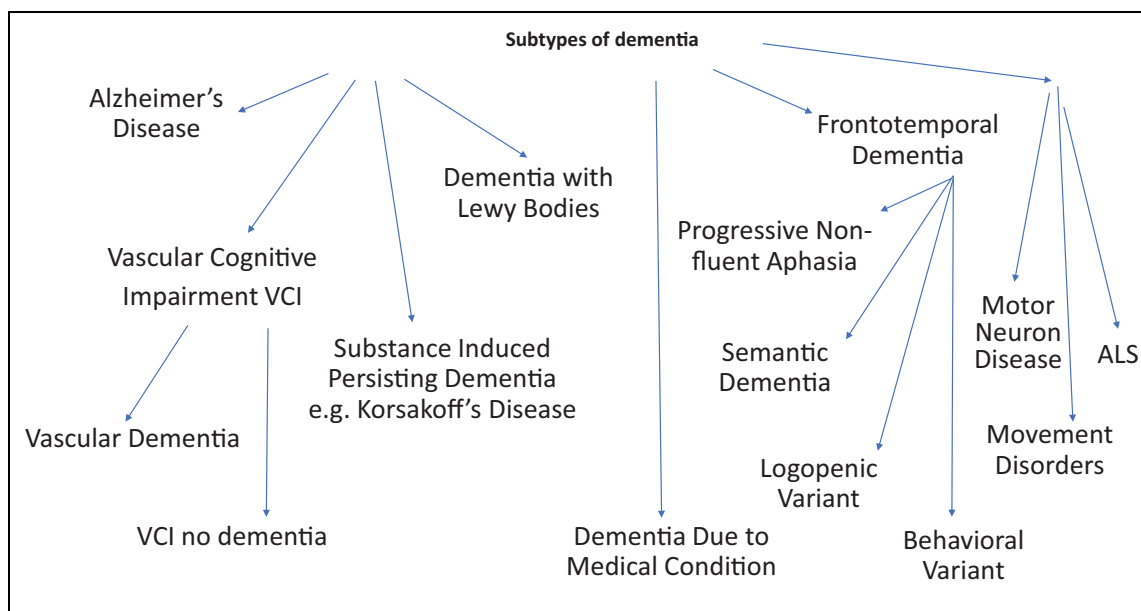 Subtypes of dementia
Alzheimer's
Disease
Frontotemporal
Dementia
Dementia with
Lewy Bodies
Progressive Non-
fluent Aphasia
Vascular Cognitive
Impairment VCI
Motor
Neuron
Disease
ALS
Substance Induced
Persisting Dementia
e.g. Korsakoff's Disease
Semantic
Dementia
Vascular Dementia
Movement
Disorders
Logopenic
Variant
VCI no dementia
Dementia Due to
Medical Condition
Behavioral
Variant